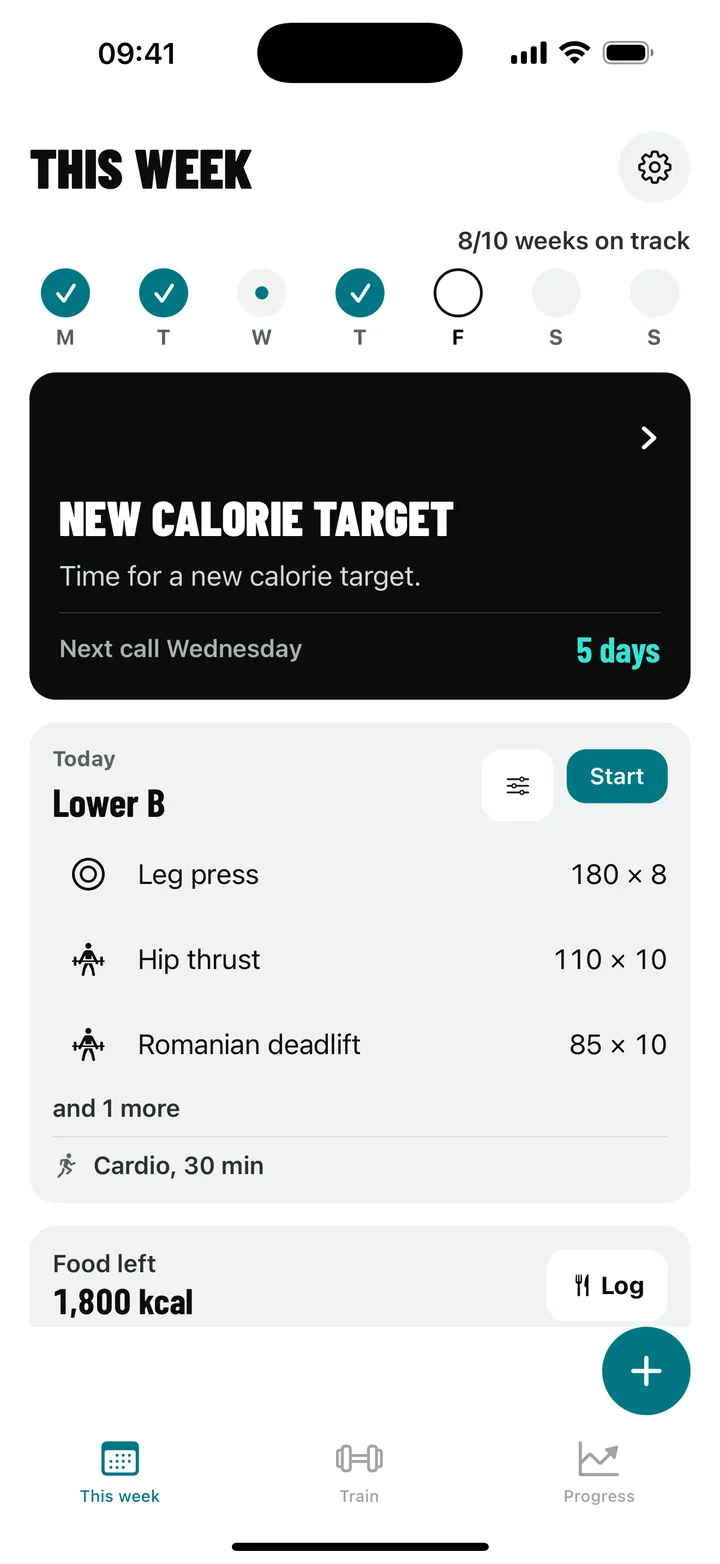 09:41
THIS WEEK
8/10 weeks on track
M T W T F S S
NEW CALORIE TARGET
Time for a new calorie target.
Next call Wednesday 5 days
Today
Lower B
Start
Leg press 180 × 8
Hip thrust 110 × 10
Romanian deadlift 85 × 10
and 1 more
Cardio, 30 min
Food left
1,800 kcal
Log
This week Train Progress